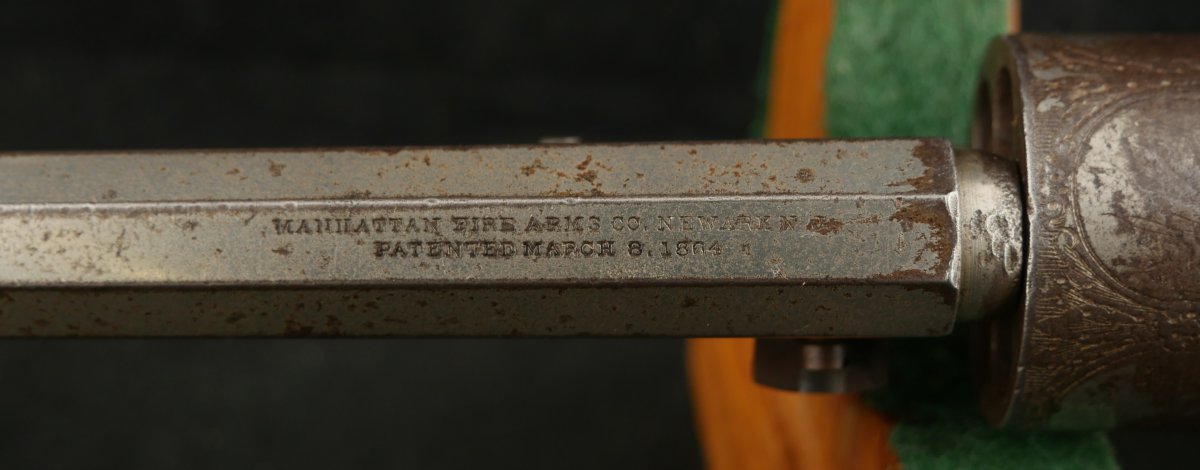 MANHATTAN FIRE ARMS CO. NEWARK N
PATENTED MARCH 8, 1864